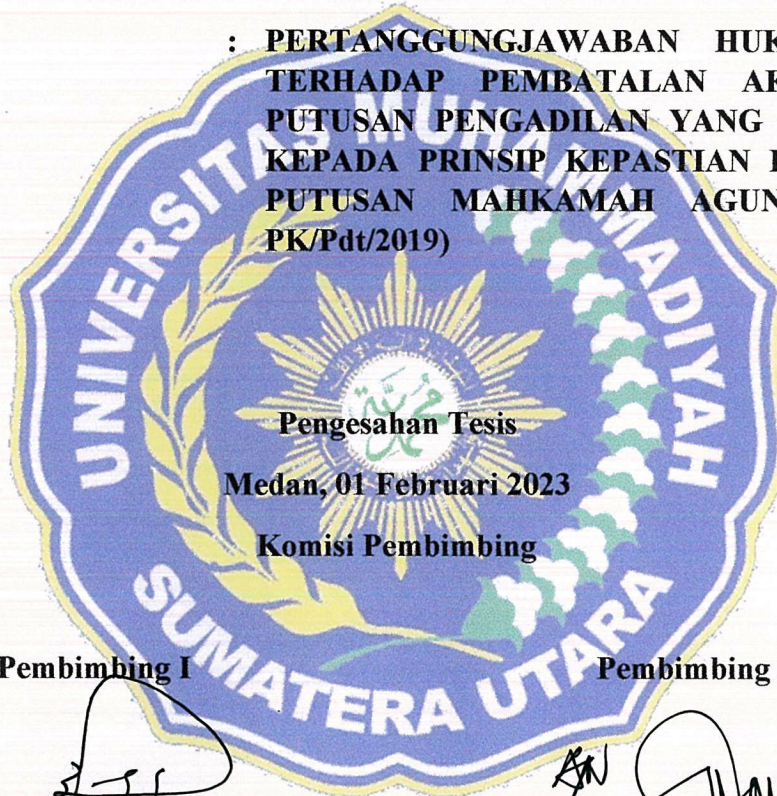 : PERTANGGUNGJAWABAN HUK
TERHADAP PEMBATALAN AK
PUTUSAN PENGADILAN YANG
KEPADA PRINSIP KEPASTIAN
PUTUSAN MAHKAMAH AGUN
PK/Pdt/2019)
UNIVERSITAS MUHAMMADIYAH
Pengesahan Tesis
Medan, 01 Februari 2023
Komisi Pembimbing
SUMATERA UTARA
Pembimbing I Pembimbing